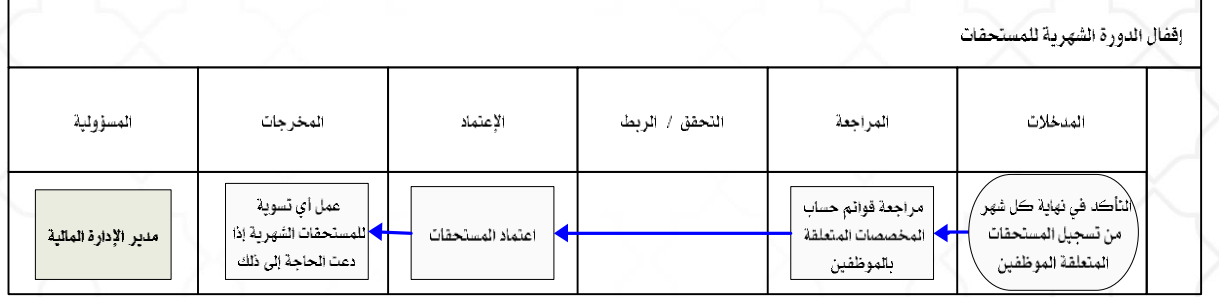 إقفال الدورة الشهرية للمستحقات
المدخلات
المراجعة
التحقق / الربط
الإعتماد
المخرجات
المسؤولية
التأكد في نهاية كل شهر
من تسجيل المستحقات
المتعلقة الموظفين
مراجعة قوائم حساب
المخصصات المتعلقة
بالموظفين
اعتماد المستحقات
عمل أي تسوية
للمستحقات الشهرية إذا
دعت الحاجة إلى ذلك
مدير الإدارة المالية